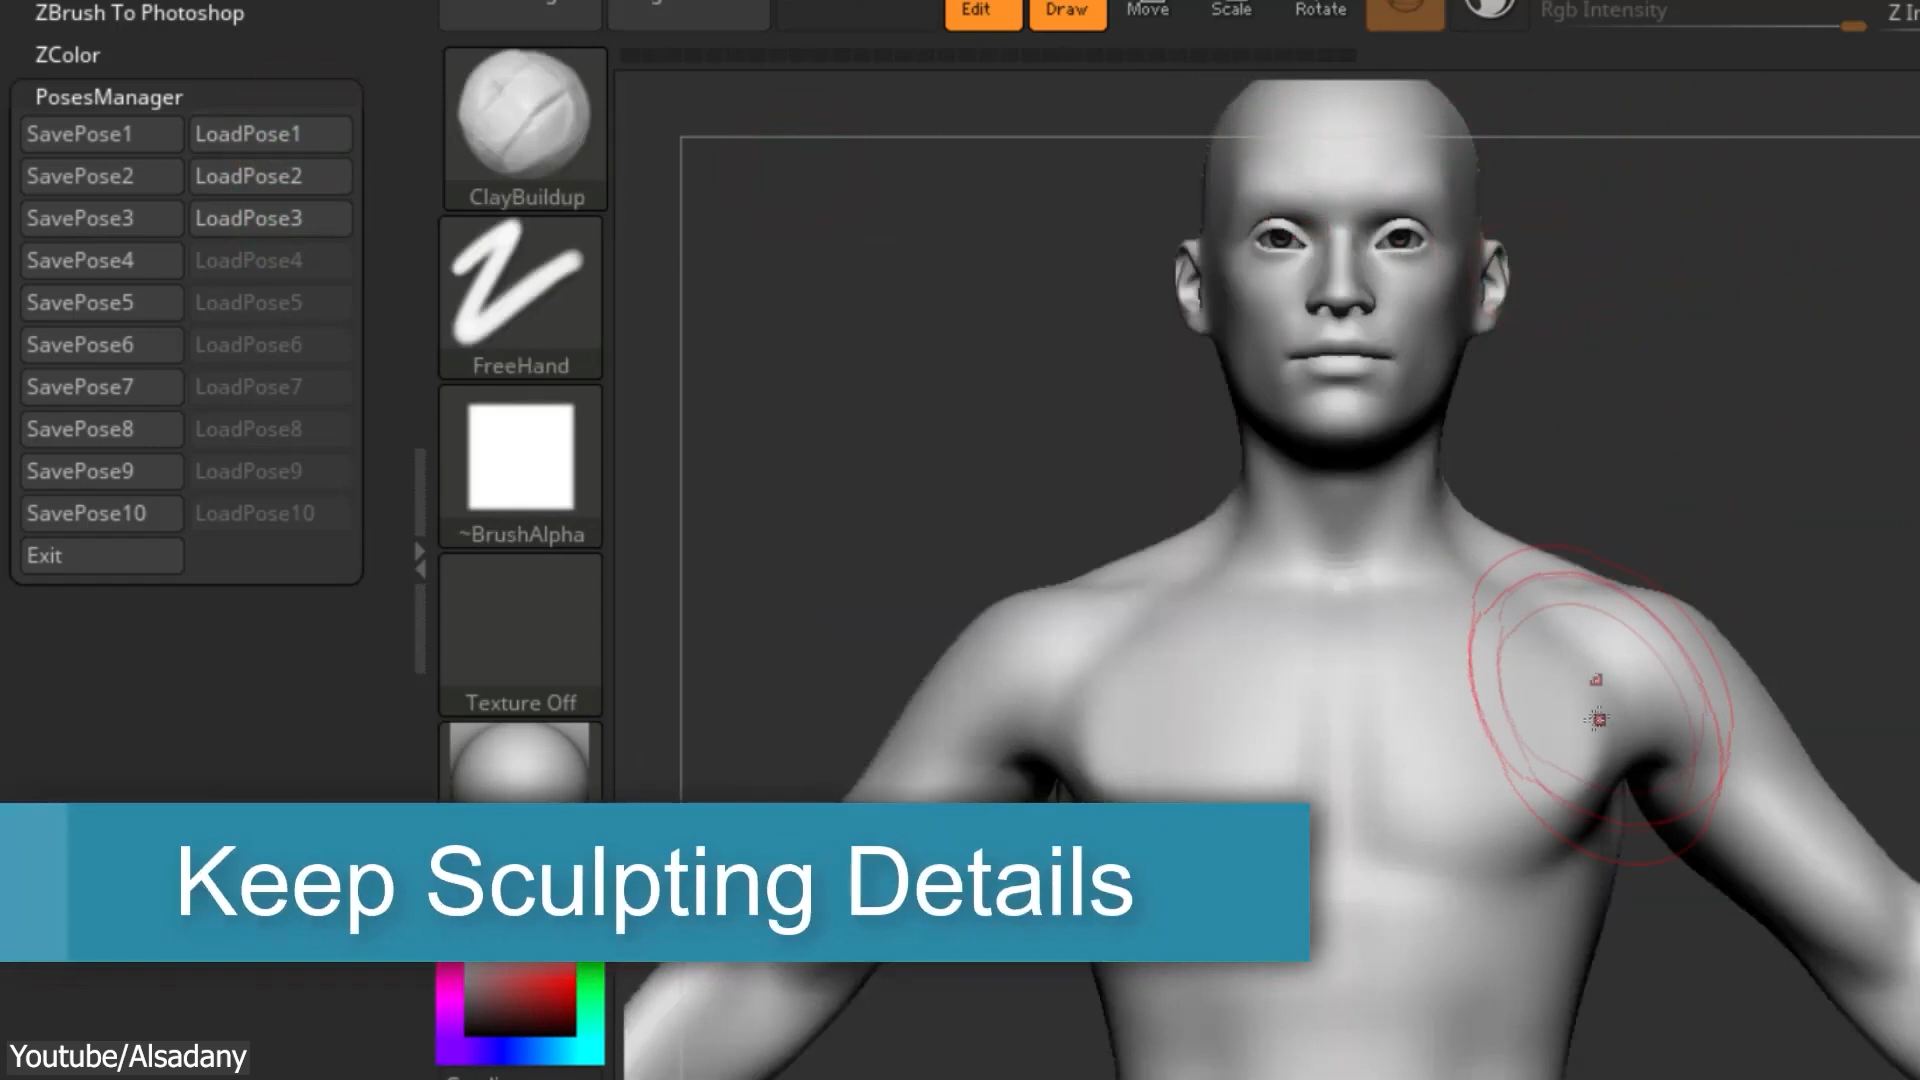 ZBrush To Photoshop
ZColor
PosesManager
SavePose1 LoadPose1
SavePose2 LoadPose2
SavePose3 LoadPose3
SavePose4 LoadPose4
SavePose5 LoadPose5
SavePose6 LoadPose6
SavePose7 LoadPose7
SavePose8 LoadPose8
SavePose9 LoadPose9
SavePose10 LoadPose10
Exit
Edit Draw Move Scale Rotate Rgb Intensity
ClayBuildup
FreeHand
~BrushAlpha
Texture Off
Keep Sculpting Details
Youtube/Alsadany